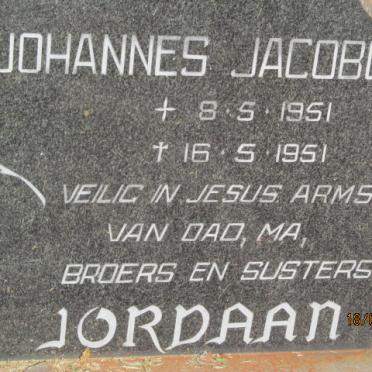 JOHANNES JACOBU
+ 8·5·1951
† 16·5·1951
VEILIG IN JESUS ARMS
VAN DAD, MA,
BROERS EN SUSTERS
JORDAAN